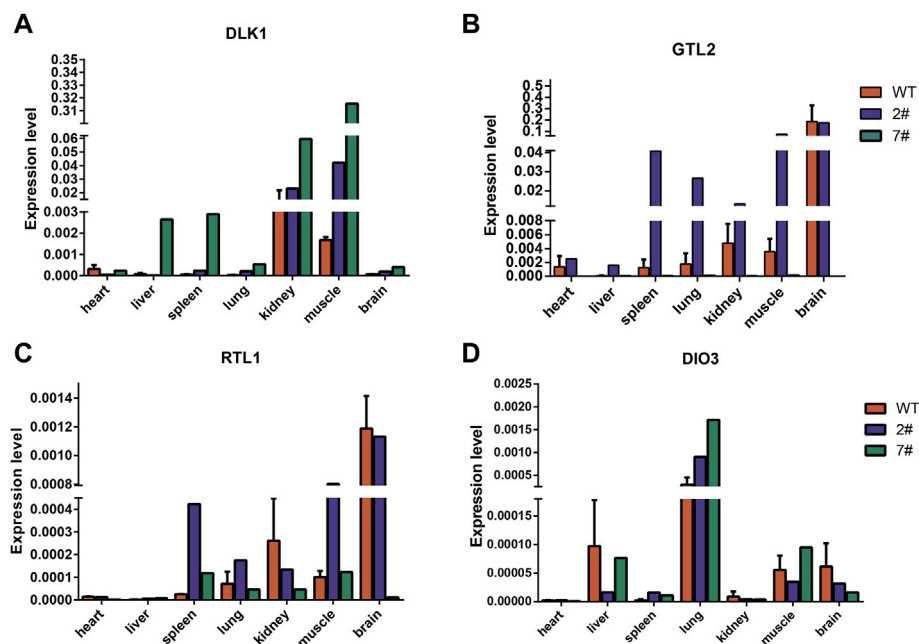 A
DLK1
Expression level
0.35
0.34
0.33
0.32
0.31
0.06
0.05
0.04
0.03
0.02
0.003
0.002
0.001
0.000
heart liver spleen lung kidney muscle brain
B
GTL2
Expression level
0.5
0.4
0.3
0.2
0.1
0.04
0.03
0.02
0.008
0.006
0.004
0.002
0.000
heart liver spleen lung kidney muscle brain
WT
2#
7#
C
RTL1
Expression level
0.0014
0.0012
0.0010
0.0008
0.0004
0.0003
0.0002
0.0001
0.0000
heart liver spleen lung kidney muscle brain
D
DIO3
Expression level
0.0025
0.0020
0.0015
0.0010
0.0005
0.00015
0.00010
0.00005
0.00000
heart liver spleen lung kidney muscle brain
WT
2#
7#